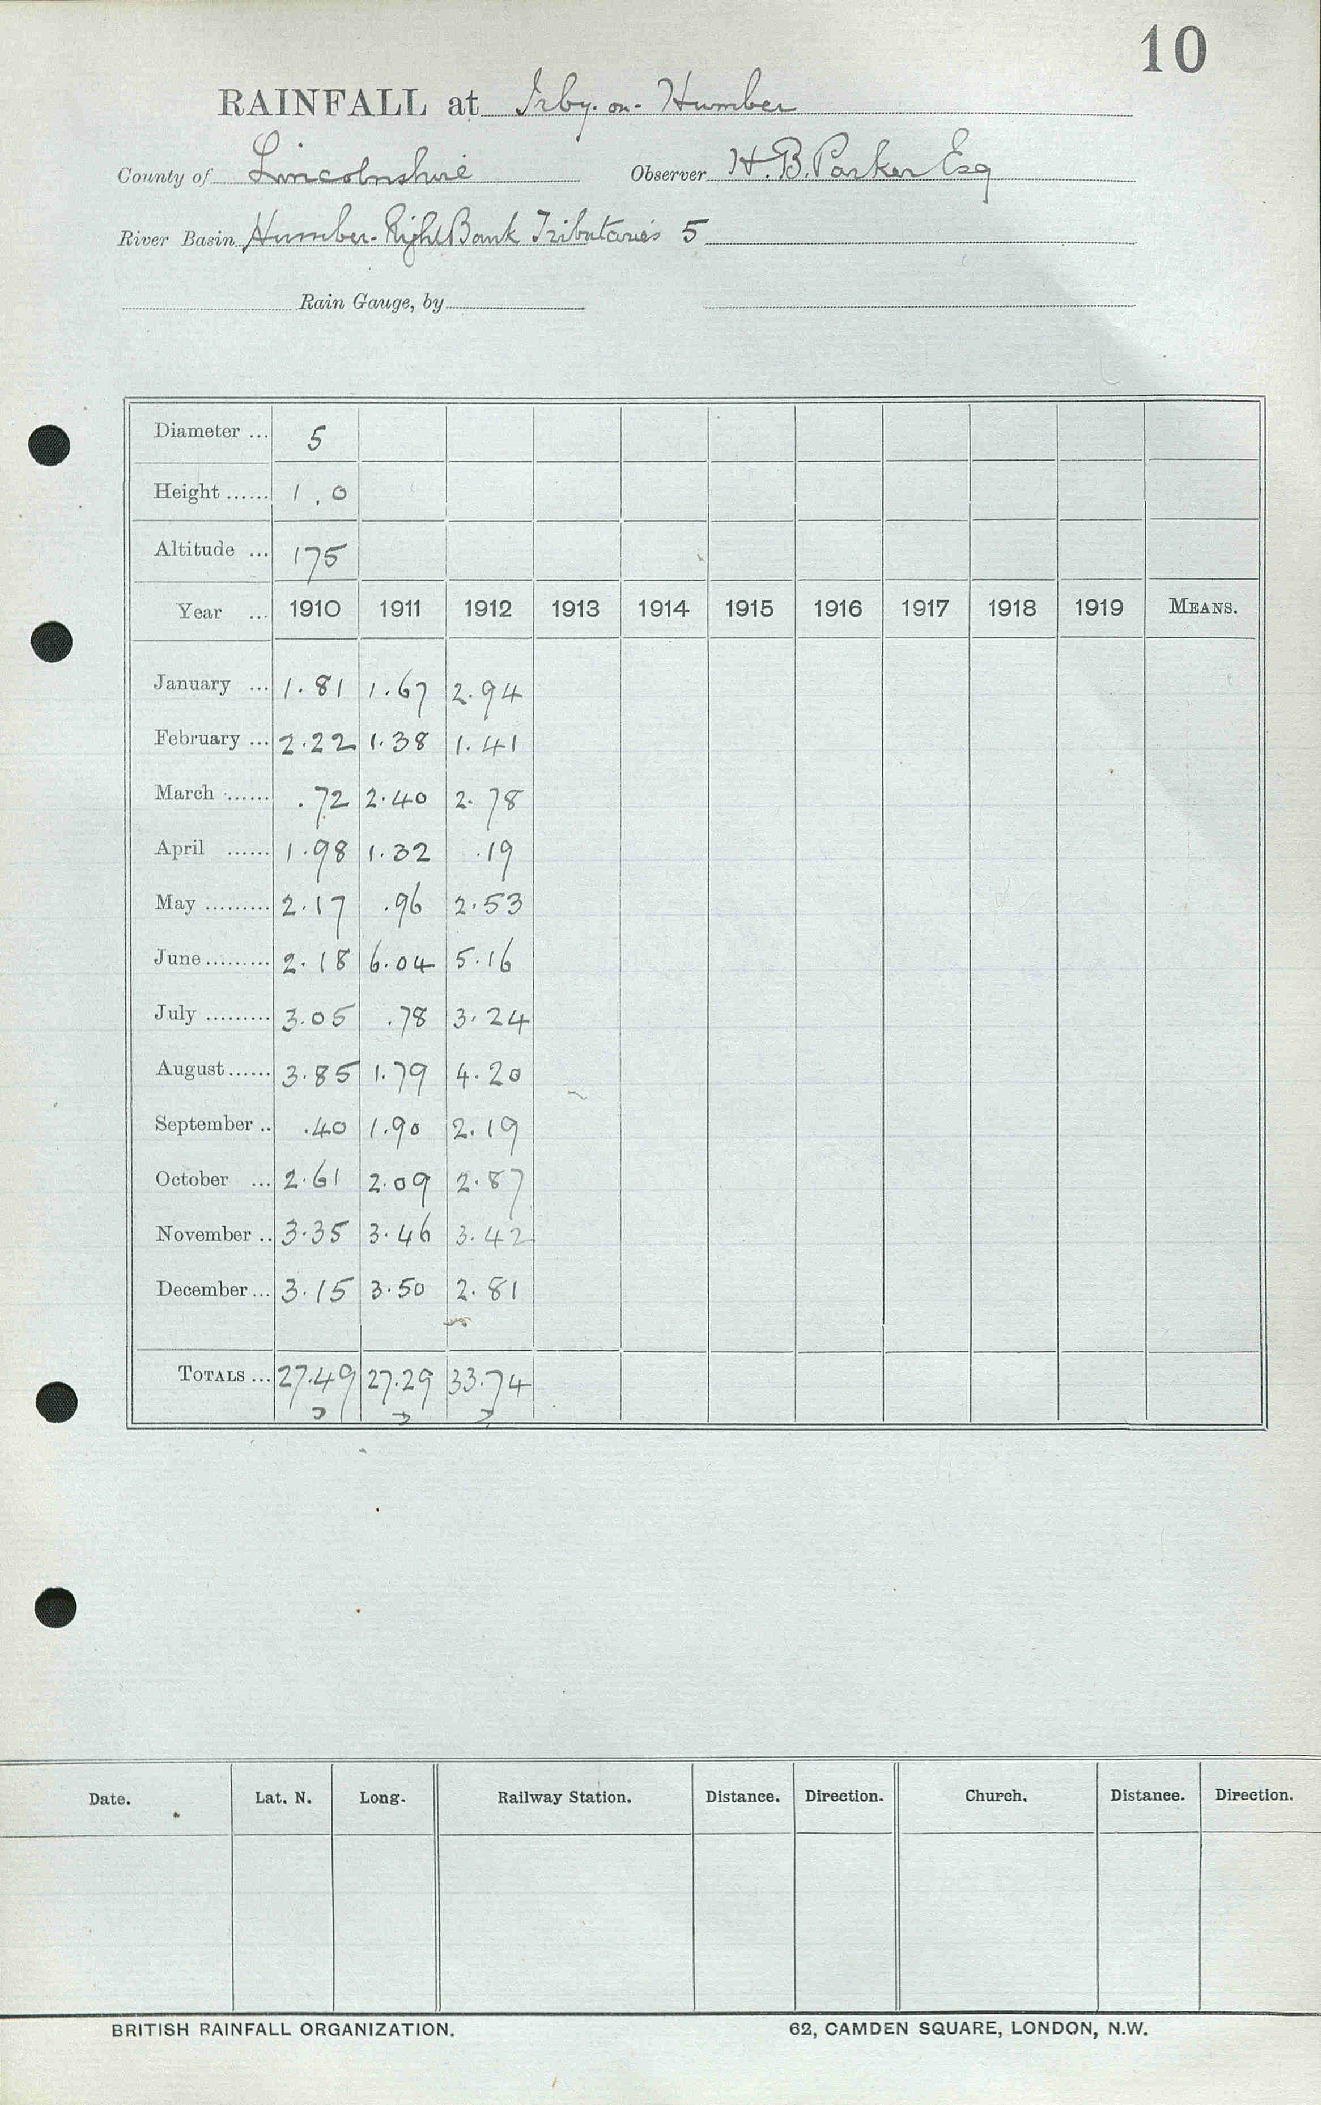 10
RAINFALL at Irby-on-Humber
County of Lincolnshire Observer H. B. Parker Esq
River Basin Humber-Right Bank Tributaries 5
Rain Gauge, by
Diameter ... 5
Height ...... 1.0
Altitude ... 175
Year ... 1910 1911 1912 1913 1914 1915 1916 1917 1918 1919 MEANS.
January ... 1.81 1.67 2.94
February ... 2.22 1.38 1.41
March ...... .72 2.40 2.78
April ...... 1.98 1.32 .19
May ......... 2.17 .96 2.53
June ......... 2.18 6.04 5.16
July ......... 3.05 .78 3.24
August ...... 3.85 1.79 4.20
September .. .40 1.90 2.19
October ... 2.61 2.09 2.87
November .. 3.35 3.46 3.42
December ... 3.15 3.50 2.81
TOTALS ... 27.49 27.29 33.74
Date. Lat. N. Long. Railway Station. Distance. Direction. Church. Distance. Direction.
BRITISH RAINFALL ORGANIZATION. 62, CAMDEN SQUARE, LONDON, N.W.